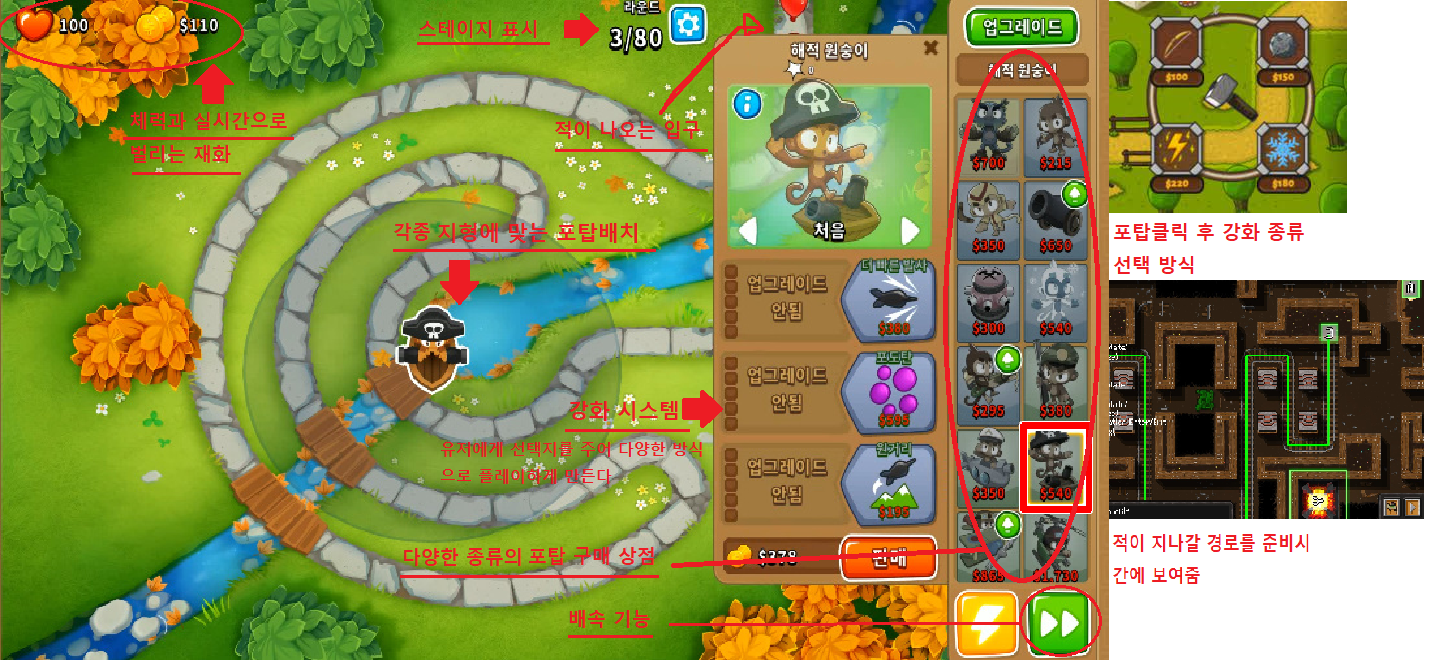 100
$110
스테이지 표시
라운드
3/80
체력과 실시간으로
벌리는 재화
적이 나오는 입구
각종 지형에 맞는 포탑배치
강화 시스템
유저에게 선택지를 주어 다양한 방식
으로 플레이하게 만든다
다양한 종류의 포탑 구매 상점
배속 기능
해적 원숭이
0
처음
업그레이드
안됨
더 빠른 발사
$380
업그레이드
안됨
포도탄
업그레이드
안됨
원거리
$195
$378
판매
업그레이드
해적 원숭이
$700
$215
$350
$650
$300
$540
$295
$380
$350
$540
$865
$1,730
$100
$150
$220
$180
포탑클릭 후 강화 종류
선택 방식
적이 지나갈 경로를 준비시
간에 보여줌